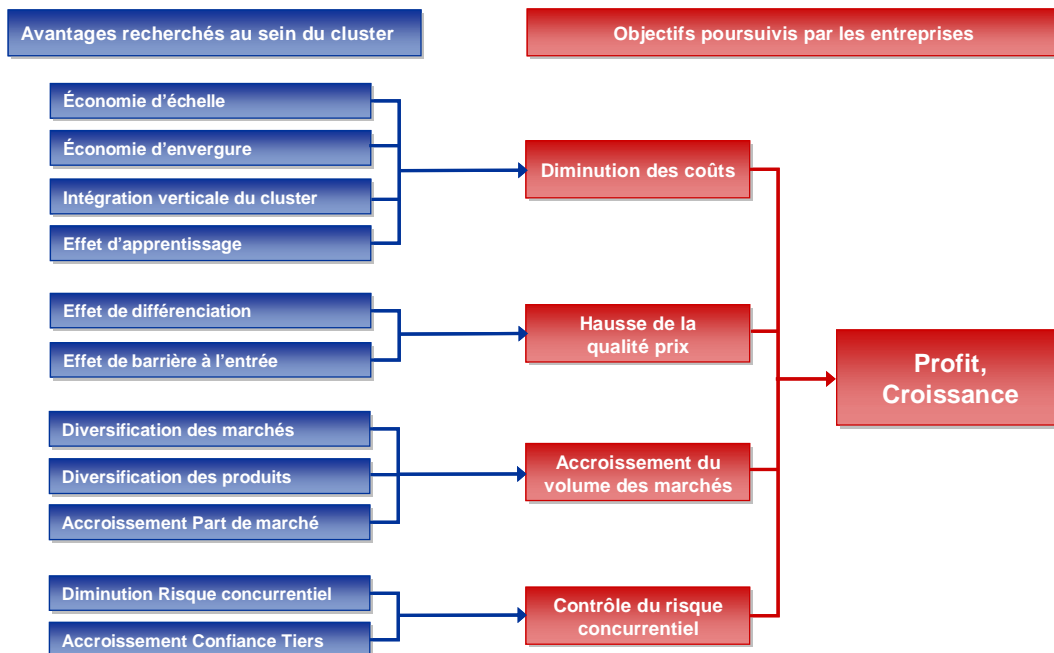 Avantages recherchés au sein du cluster
Objectifs poursuivis par les entreprises
Économie d'échelle
Économie d'envergure
Intégration verticale du cluster
Effet d'apprentissage
Diminution des coûts
Effet de différenciation
Effet de barrière à l'entrée
Hausse de la
qualité prix
Diversification des marchés
Diversification des produits
Accroissement Part de marché
Accroissement du
volume des marchés
Diminution Risque concurrentiel
Accroissement Confiance Tiers
Contrôle du risque
concurrentiel
Profit,
Croissance